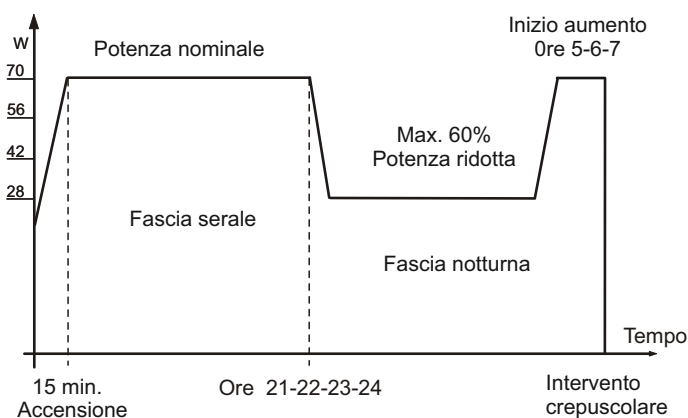 Inizio aumento
0re 5-6-7
W
Potenza nominale
70
56
42
28
Max. 60%
Potenza ridotta
Fascia serale
Fascia notturna
Tempo
15 min.
Accensione
Ore 21-22-23-24
Intervento
crepuscolare